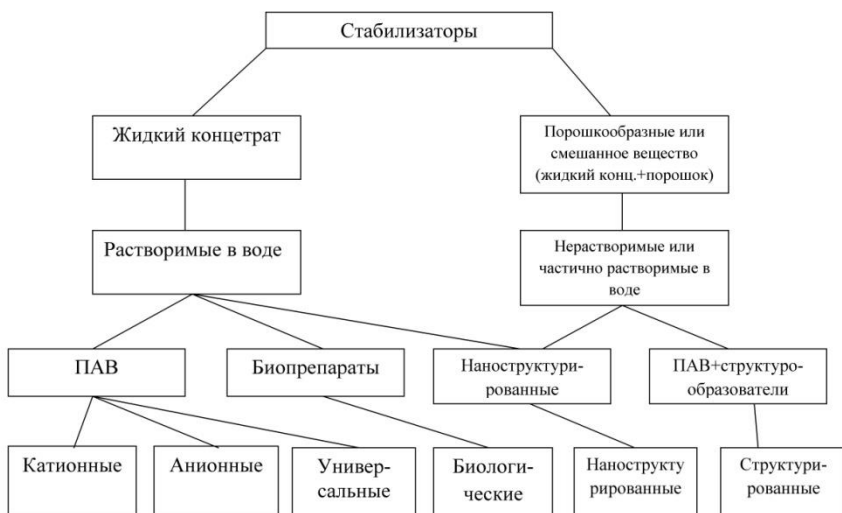 Стабилизаторы
Жидкий концетрат
Порошкообразные или
смешанное вещество
(жидкий конц.+порошок)
Растворимые в воде
Нерастворимые или
частично растворимые в
воде
ПАВ
Биопрепараты
Наноструктури-
рованные
ПАВ+структуро-
образователи
Катионные
Анионные
Универ-
сальные
Биологи-
ческие
Нанострукту
рированные
Структури-
рованные